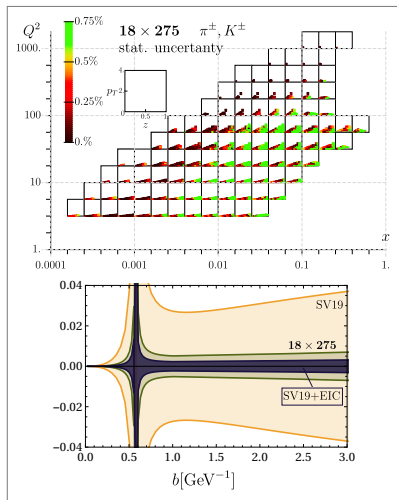 Q² 0.75% 18 × 275 π±, K±
1000. stat. uncertainty
0.5%
4 1
100 0.25% pT 2
0
0.5 1
0.% z
10
x
1.
0.0001 0.001 0.01 0.1 1.
0.04
SV19
0.02
18 × 275
0.00
SV19+EIC
−0.02
−0.04
0.0 0.5 1.0 1.5 2.0 2.5 3.0
b[GeV⁻¹]